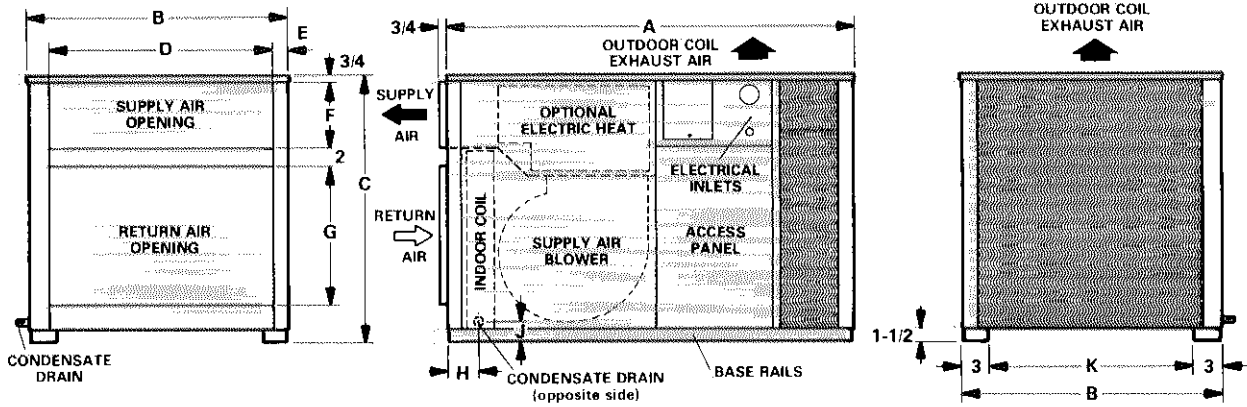 B
D
E
3/4
SUPPLY AIR
OPENING
F
2
C
RETURN AIR
OPENING
G
CONDENSATE
DRAIN
3/4
A
OUTDOOR COIL
EXHAUST AIR
SUPPLY
AIR
OPTIONAL
ELECTRIC HEAT
ELECTRICAL
INLETS
RETURN
AIR
INDOOR COIL
SUPPLY AIR
BLOWER
ACCESS
PANEL
J
H
CONDENSATE DRAIN
(opposite side)
BASE RAILS
OUTDOOR COIL
EXHAUST AIR
1-1/2
3
K
3
B